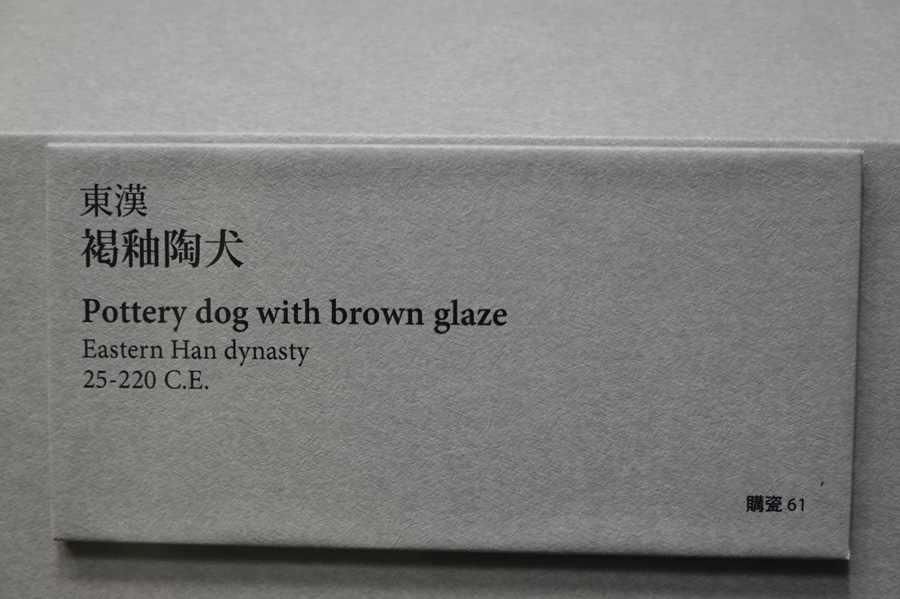 東漢
褐釉陶犬
Pottery dog with brown glaze
Eastern Han dynasty
25-220 C.E.
購瓷 61